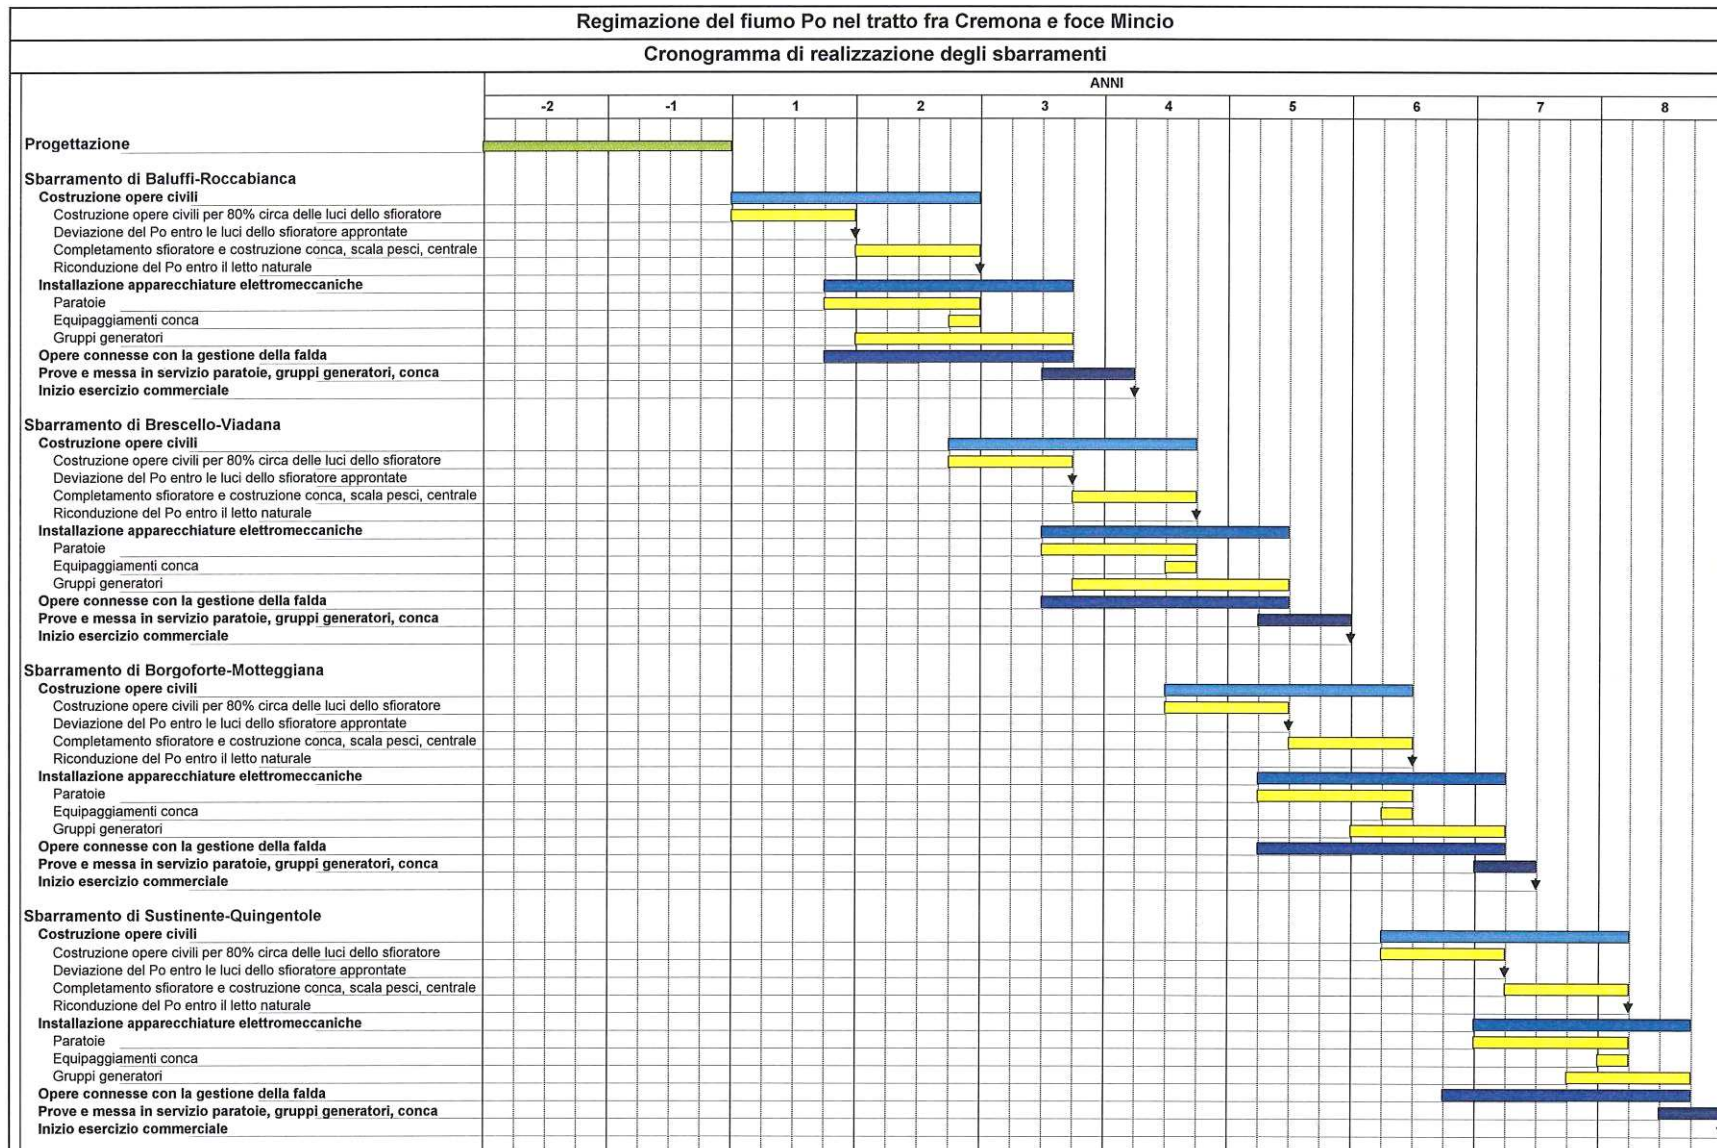 Regimazione del fiumo Po nel tratto fra Cremona e foce Mincio
Cronogramma di realizzazione degli sbarramenti
ANNI
-2 -1 1 2 3 4 5 6 7 8
Progettazione
Sbarramento di Baluffi-Roccabianca
Costruzione opere civili
Costruzione opere civili per 80% circa delle luci dello sfioratore
Deviazione del Po entro le luci dello sfioratore approntate
Completamento sfioratore e costruzione conca, scala pesci, centrale
Riconduzione del Po entro il letto naturale
Installazione apparecchiature elettromeccaniche
Paratoie
Equipaggiamenti conca
Gruppi generatori
Opere connesse con la gestione della falda
Prove e messa in servizio paratoie, gruppi generatori, conca
Inizio esercizio commerciale
Sbarramento di Brescello-Viadana
Costruzione opere civili
Costruzione opere civili per 80% circa delle luci dello sfioratore
Deviazione del Po entro le luci dello sfioratore approntate
Completamento sfioratore e costruzione conca, scala pesci, centrale
Riconduzione del Po entro il letto naturale
Installazione apparecchiature elettromeccaniche
Paratoie
Equipaggiamenti conca
Gruppi generatori
Opere connesse con la gestione della falda
Prove e messa in servizio paratoie, gruppi generatori, conca
Inizio esercizio commerciale
Sbarramento di Borgoforte-Motteggiana
Costruzione opere civili
Costruzione opere civili per 80% circa delle luci dello sfioratore
Deviazione del Po entro le luci dello sfioratore approntate
Completamento sfioratore e costruzione conca, scala pesci, centrale
Riconduzione del Po entro il letto naturale
Installazione apparecchiature elettromeccaniche
Paratoie
Equipaggiamenti conca
Gruppi generatori
Opere connesse con la gestione della falda
Prove e messa in servizio paratoie, gruppi generatori, conca
Inizio esercizio commerciale
Sbarramento di Sustinente-Quingentole
Costruzione opere civili
Costruzione opere civili per 80% circa delle luci dello sfioratore
Deviazione del Po entro le luci dello sfioratore approntate
Completamento sfioratore e costruzione conca, scala pesci, centrale
Riconduzione del Po entro il letto naturale
Installazione apparecchiature elettromeccaniche
Paratoie
Equipaggiamenti conca
Gruppi generatori
Opere connesse con la gestione della falda
Prove e messa in servizio paratoie, gruppi generatori, conca
Inizio esercizio commerciale